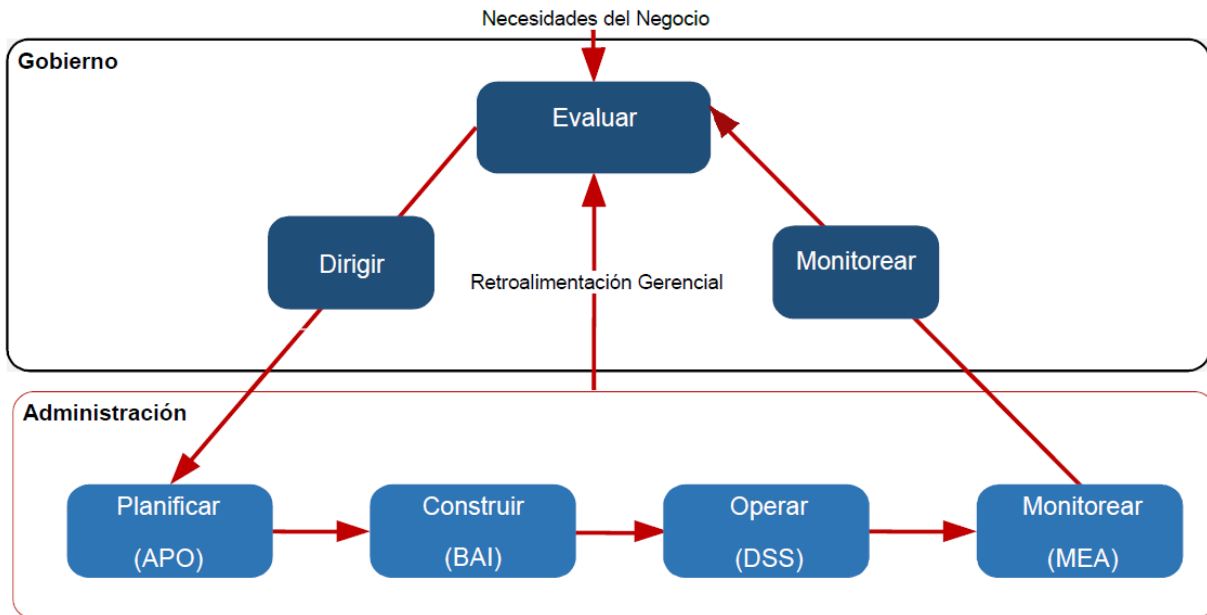 Necesidades del Negocio
Gobierno
Evaluar
Dirigir
Retroalimentación Gerencial
Monitorear
Administración
Planificar
(APO)
Construir
(BAI)
Operar
(DSS)
Monitorear
(MEA)